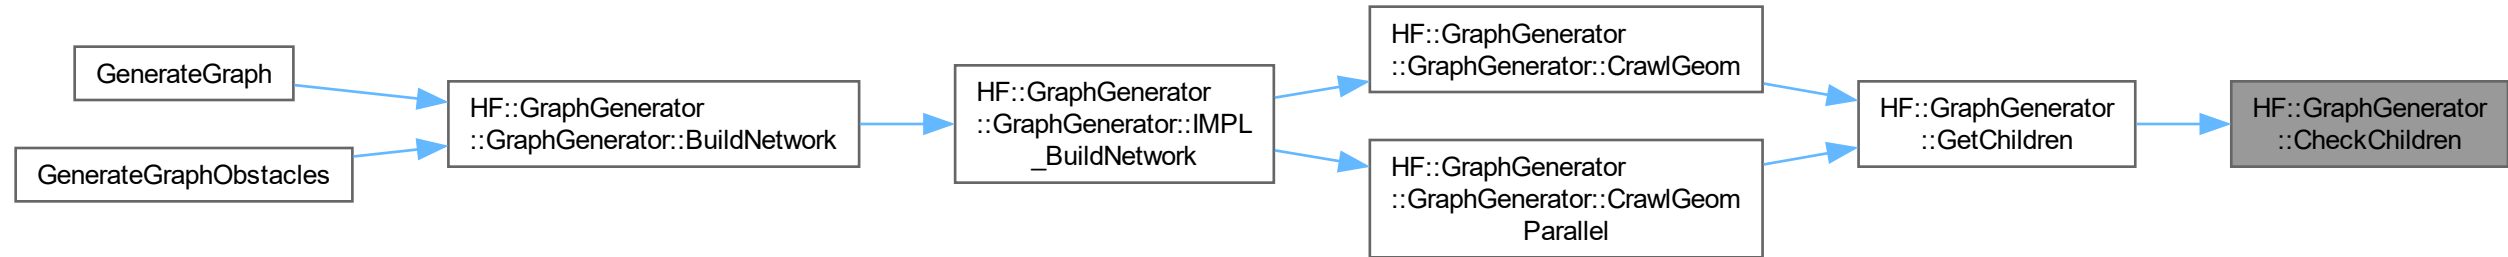 GenerateGraph
GenerateGraphObstacles
HF::GraphGenerator
::GraphGenerator::BuildNetwork
HF::GraphGenerator
::GraphGenerator::IMPL
_BuildNetwork
HF::GraphGenerator
::GraphGenerator::CrawlGeom
HF::GraphGenerator
::GraphGenerator::CrawlGeom
Parallel
HF::GraphGenerator
::GetChildren
HF::GraphGenerator
::CheckChildren